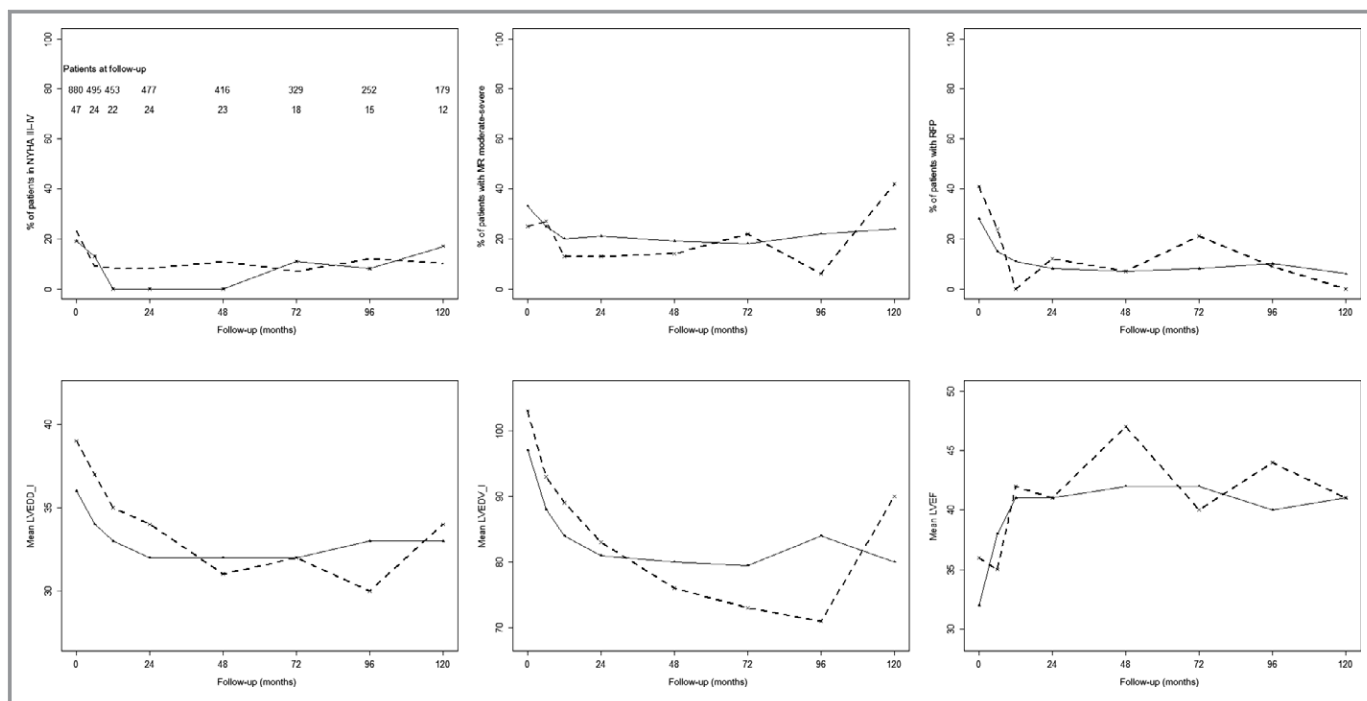 % of patients in NYHA III–IV
100
80
60
40
20
0
Patients at follow-up
880 495 453 477 416 329 252 179
47 24 22 24 23 18 15 12
0 24 48 72 96 120
Follow-up (months)
% of patients with MR moderate-severe
100
80
60
40
20
0
0 24 48 72 96 120
Follow-up (months)
% of patients with RFP
100
80
60
40
20
0
0 24 48 72 96 120
Follow-up (months)
Mean LVEDD_I
40
35
30
0 24 48 72 96 120
Follow-up (months)
Mean LVEDV_I
100
90
80
70
0 24 48 72 96 120
Follow-up (months)
Mean LVEF
50
45
40
35
30
0 24 48 72 96 120
Follow-up (months)